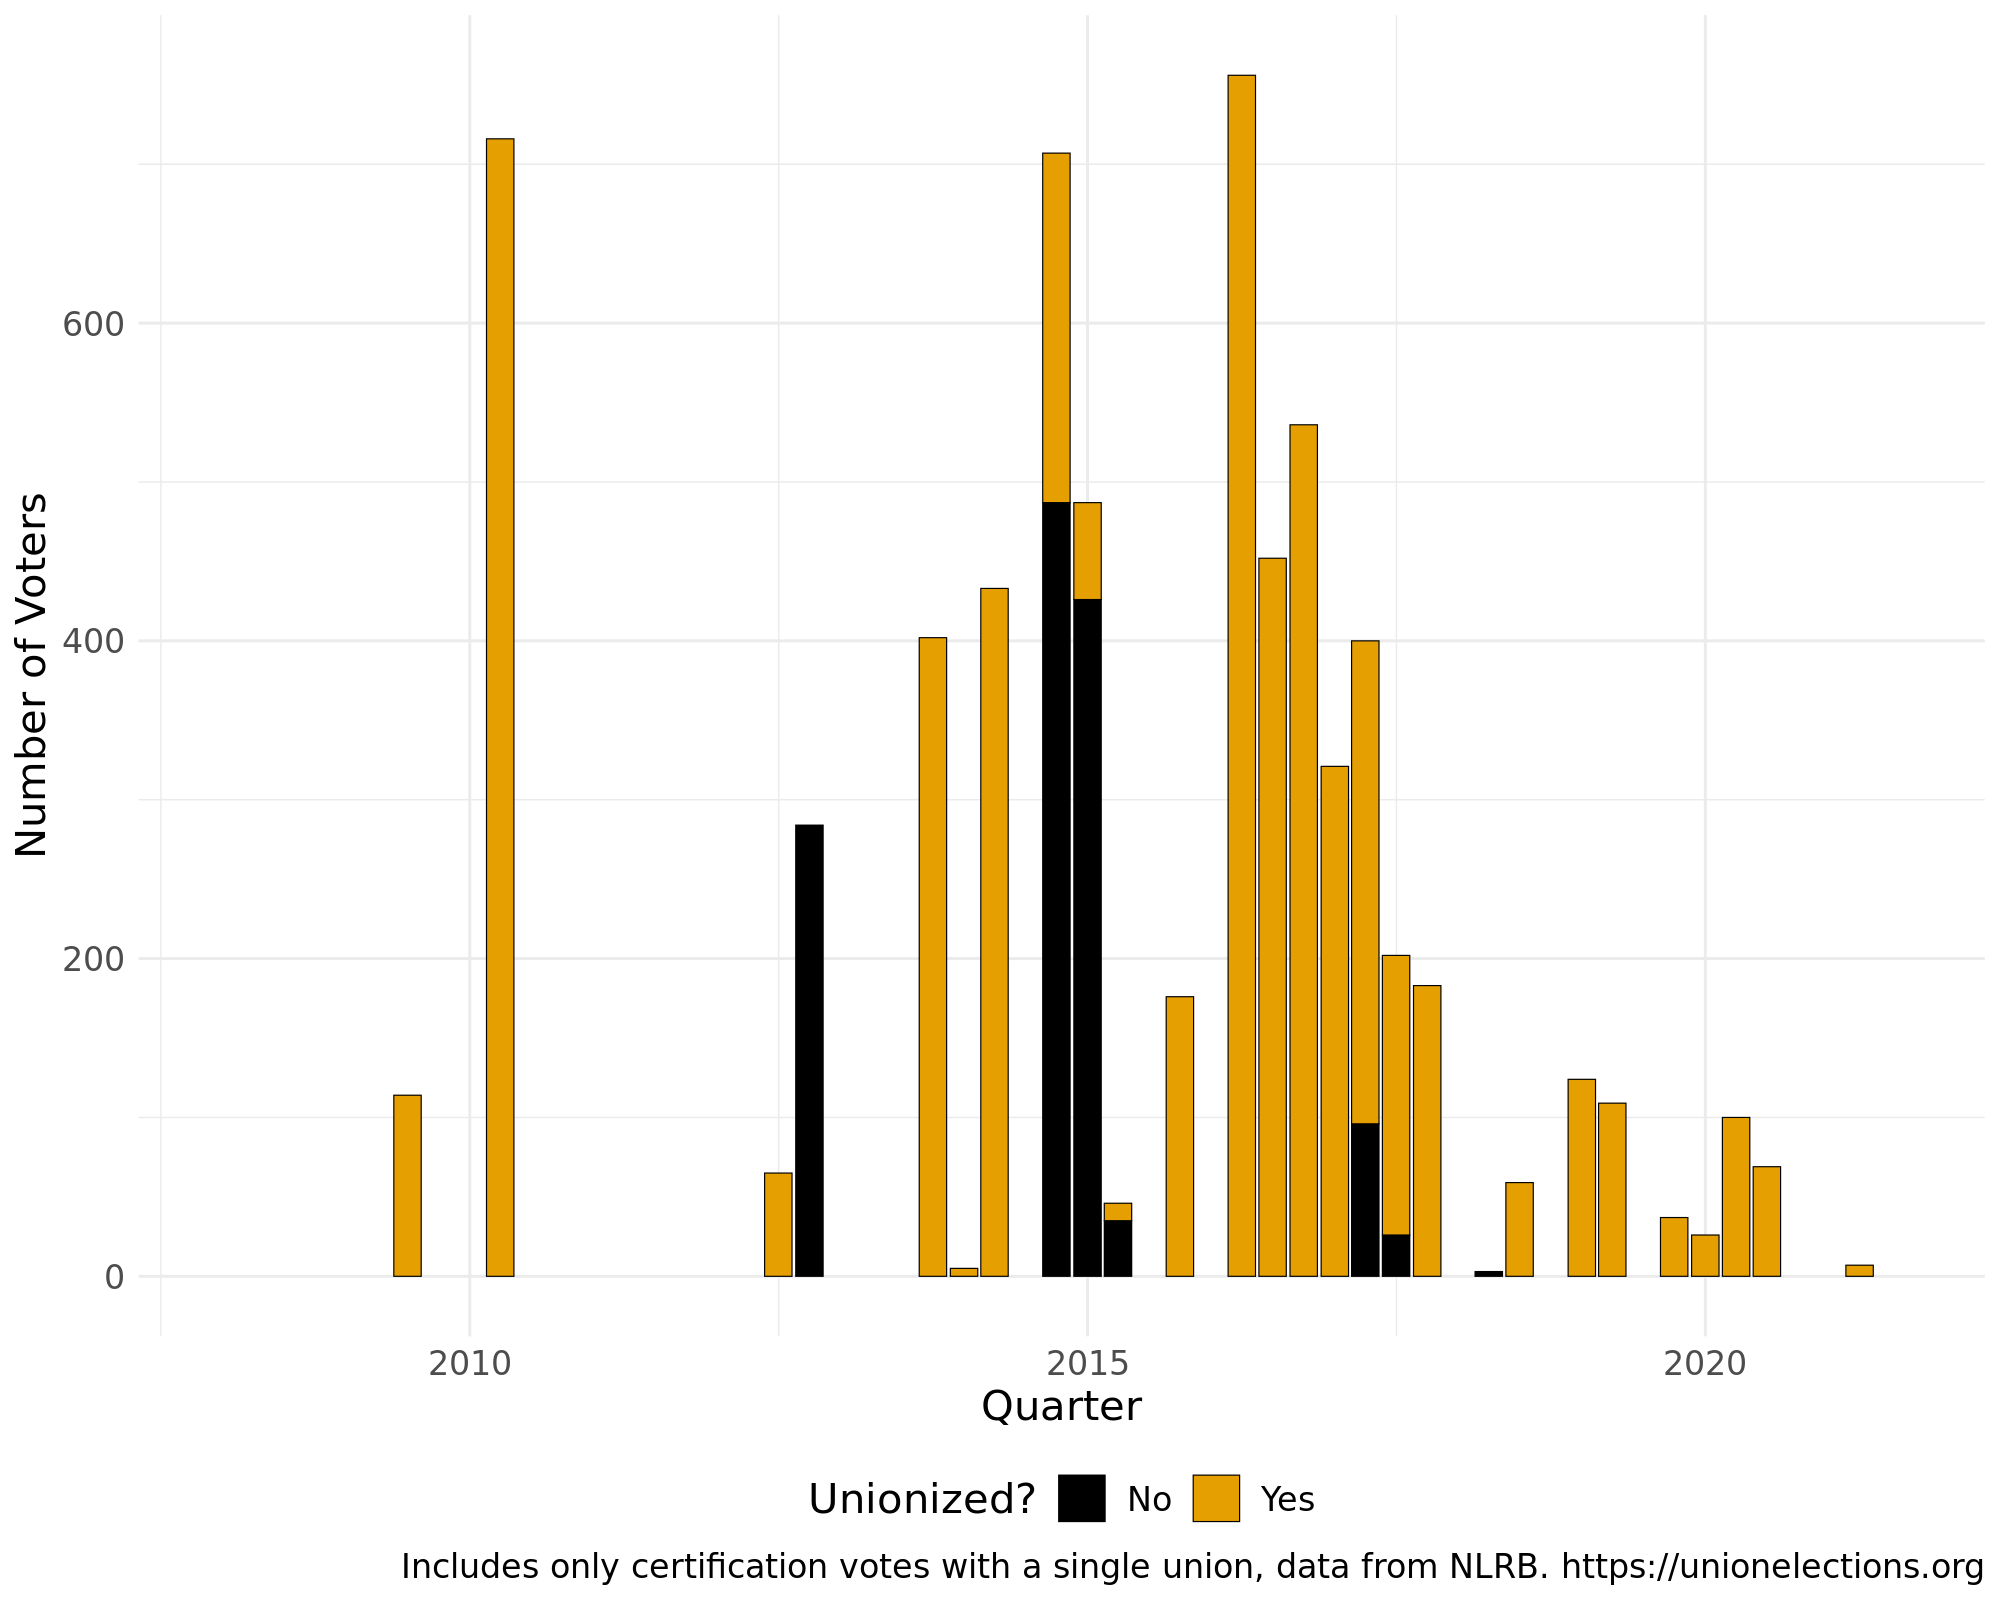 Number of Voters
600
400
200
0
2010 2015 2020
Quarter
Unionized? No Yes
Includes only certification votes with a single union, data from NLRB. https://unionelections.org